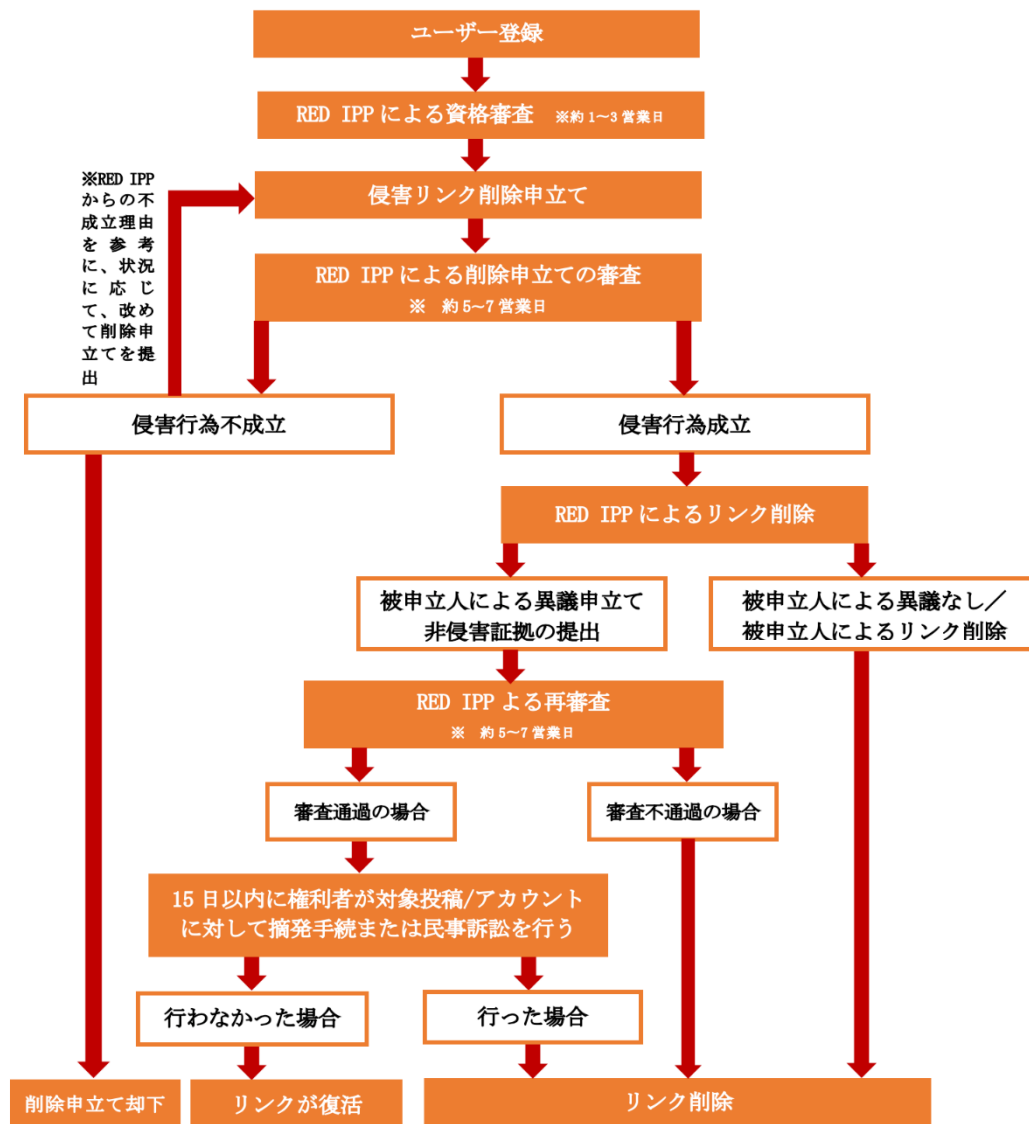 ユーザー登録
RED IPP による資格審査 ※約1～3営業日
※RED IPP
からの不
成立理由
を参考
に、状況
に応じ
て、改め
て削除申
立てを提
出
侵害リンク削除申立て
RED IPP による削除申立ての審査
※ 約5～7営業日
侵害行為不成立
侵害行為成立
RED IPP によるリンク削除
被申立人による異議申立て
非侵害証拠の提出
被申立人による異議なし／
被申立人によるリンク削除
RED IPP よる再審査
※ 約5～7営業日
審査通過の場合
審査不通過の場合
15日以内に権利者が対象投稿/アカウント
に対して摘発手続または民事訴訟を行う
行わなかった場合
行った場合
削除申立て却下
リンクが復活
リンク削除